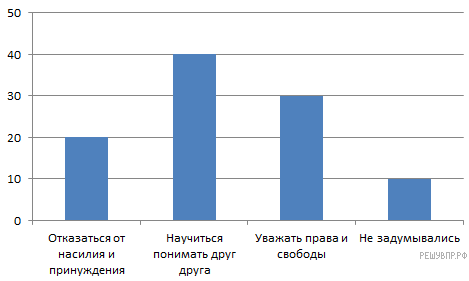 50
40
30
20
10
0
Отказаться от
насилия и
принуждения
Научиться
понимать друг
друга
Уважать права и
свободы
Не задумывались
РЕШУВПР.РФ